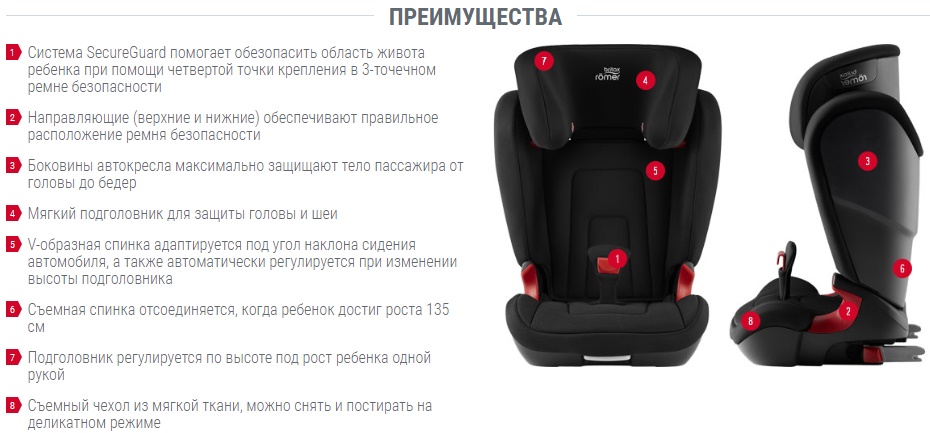 ПРЕИМУЩЕСТВА
1 Система SecureGuard помогает обезопасить область живота
ребенка при помощи четвертой точки крепления в 3-точечном
ремне безопасности
2 Направляющие (верхние и нижние) обеспечивают правильное
расположение ремня безопасности
3 Боковины автокресла максимально защищают тело пассажира от
головы до бедер
4 Мягкий подголовник для защиты головы и шеи
5 V-образная спинка адаптируется под угол наклона сидения
автомобиля, а также автоматически регулируется при изменении
высоты подголовника
6 Съемная спинка отсоединяется, когда ребенок достиг роста 135
см
7 Подголовник регулируется по высоте под рост ребенка одной
рукой
8 Съемный чехол из мягкой ткани, можно снять и постирать на
деликатном режиме
7
4
britax
römer
5
1
britax
römer
3
6
2
8